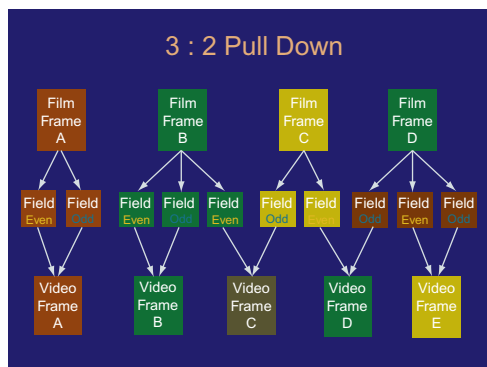 3 : 2 Pull Down
Film
Frame
A
Film
Frame
B
Film
Frame
C
Film
Frame
D
Field
Even
Field
Odd
Field
Even
Field
Odd
Field
Even
Field
Odd
Field
Even
Field
Odd
Field
Even
Field
Odd
Video
Frame
A
Video
Frame
B
Video
Frame
C
Video
Frame
D
Video
Frame
E